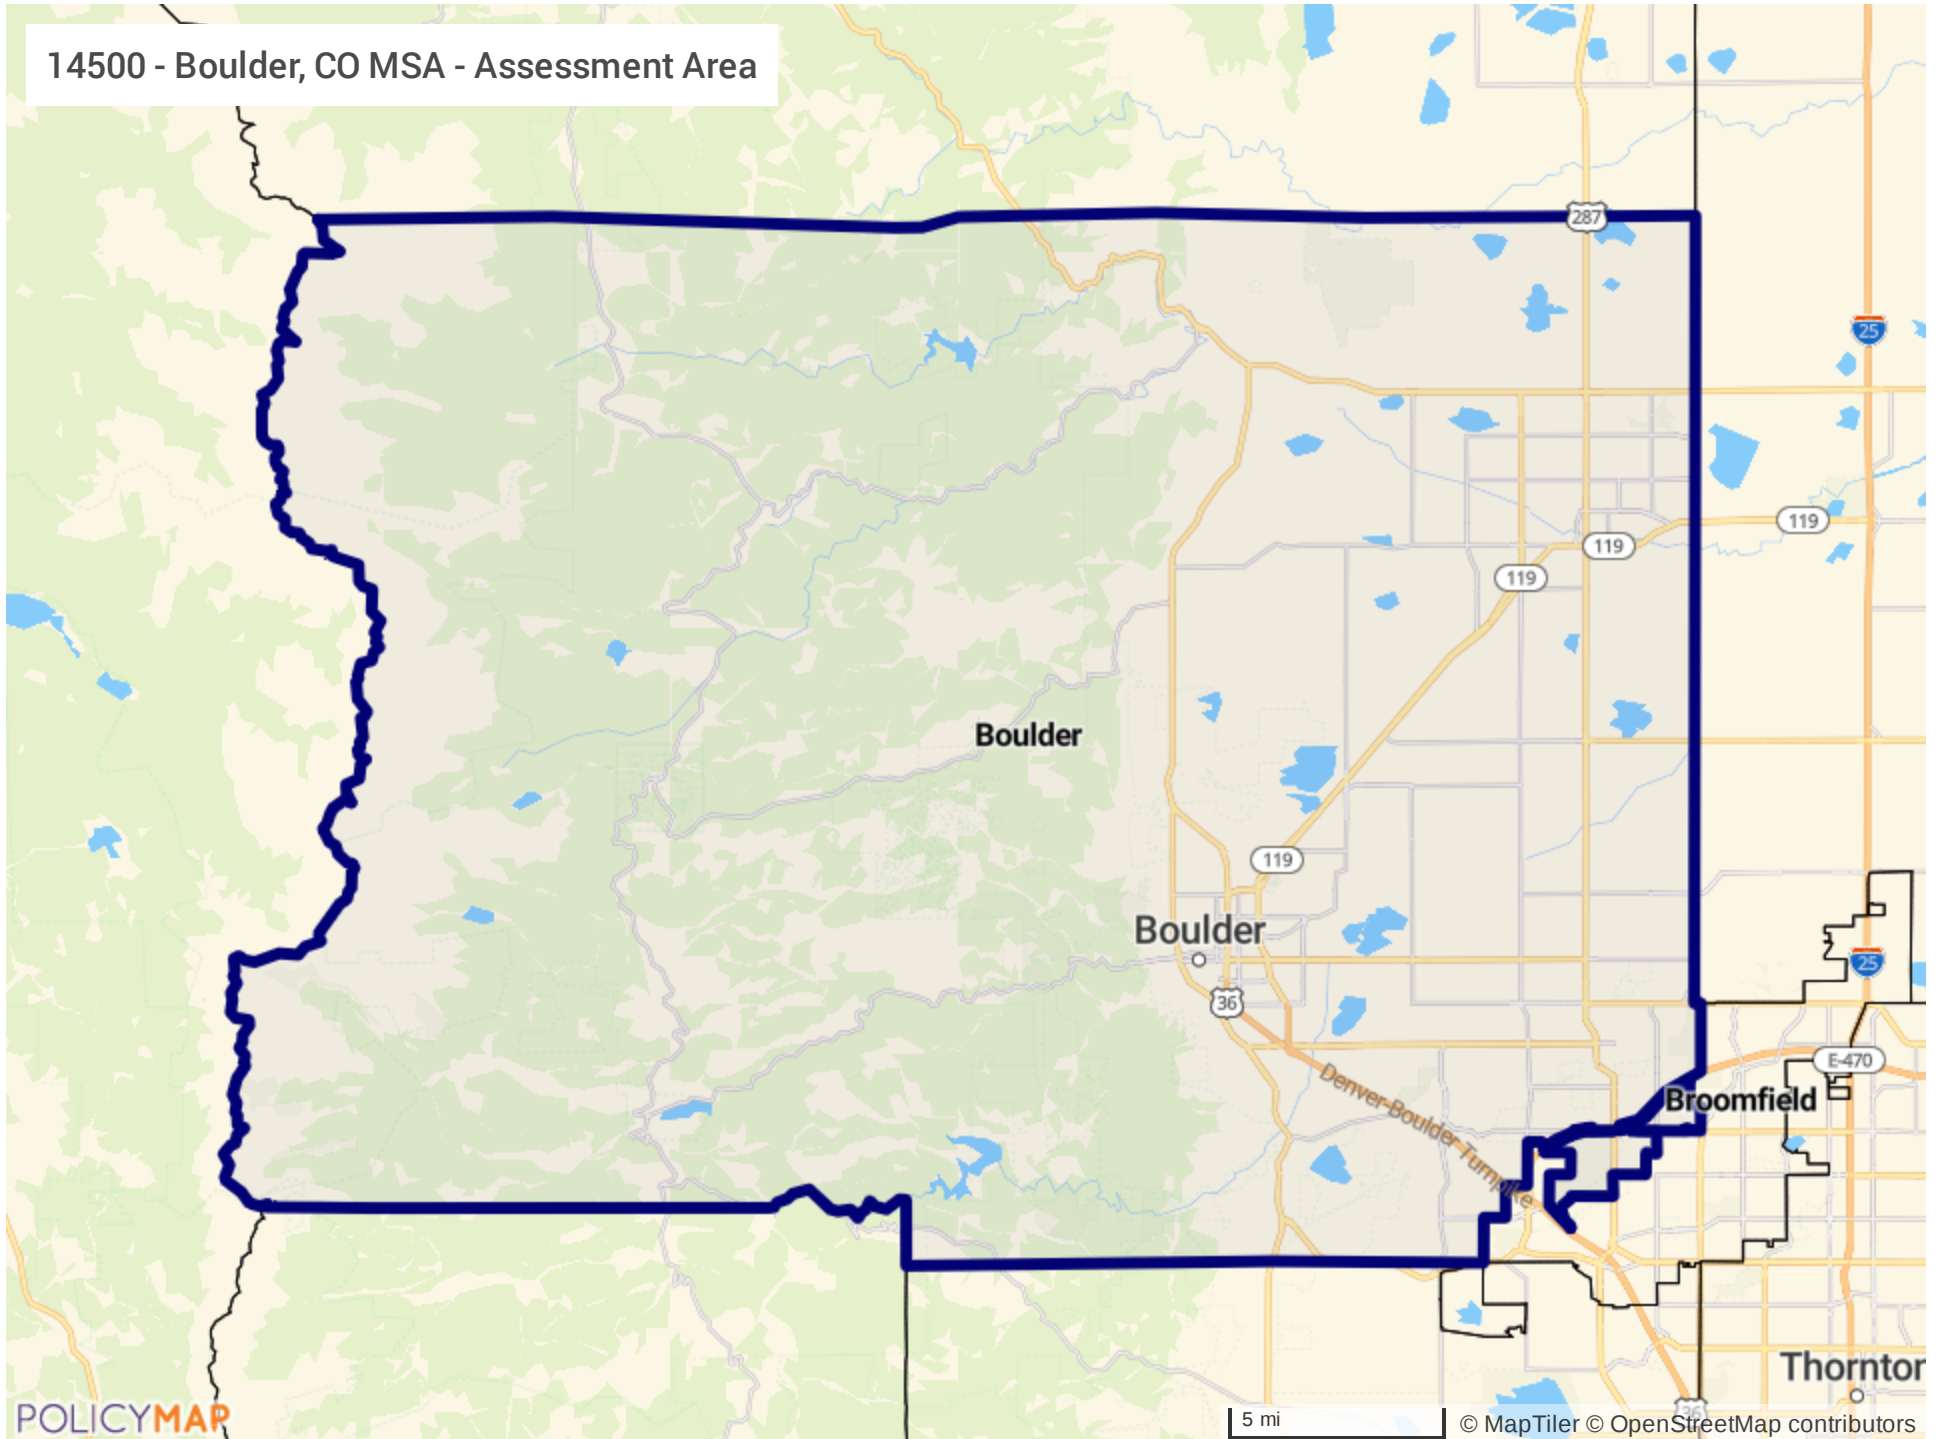 14500 - Boulder, CO MSA - Assessment Area
287
25
119
119
119
Boulder
119
Boulder
25
36
E-470
Denver-Boulder Turnpike
Broomfield
Thornton
36
POLICYMAP
5 mi
© MapTiler © OpenStreetMap contributors